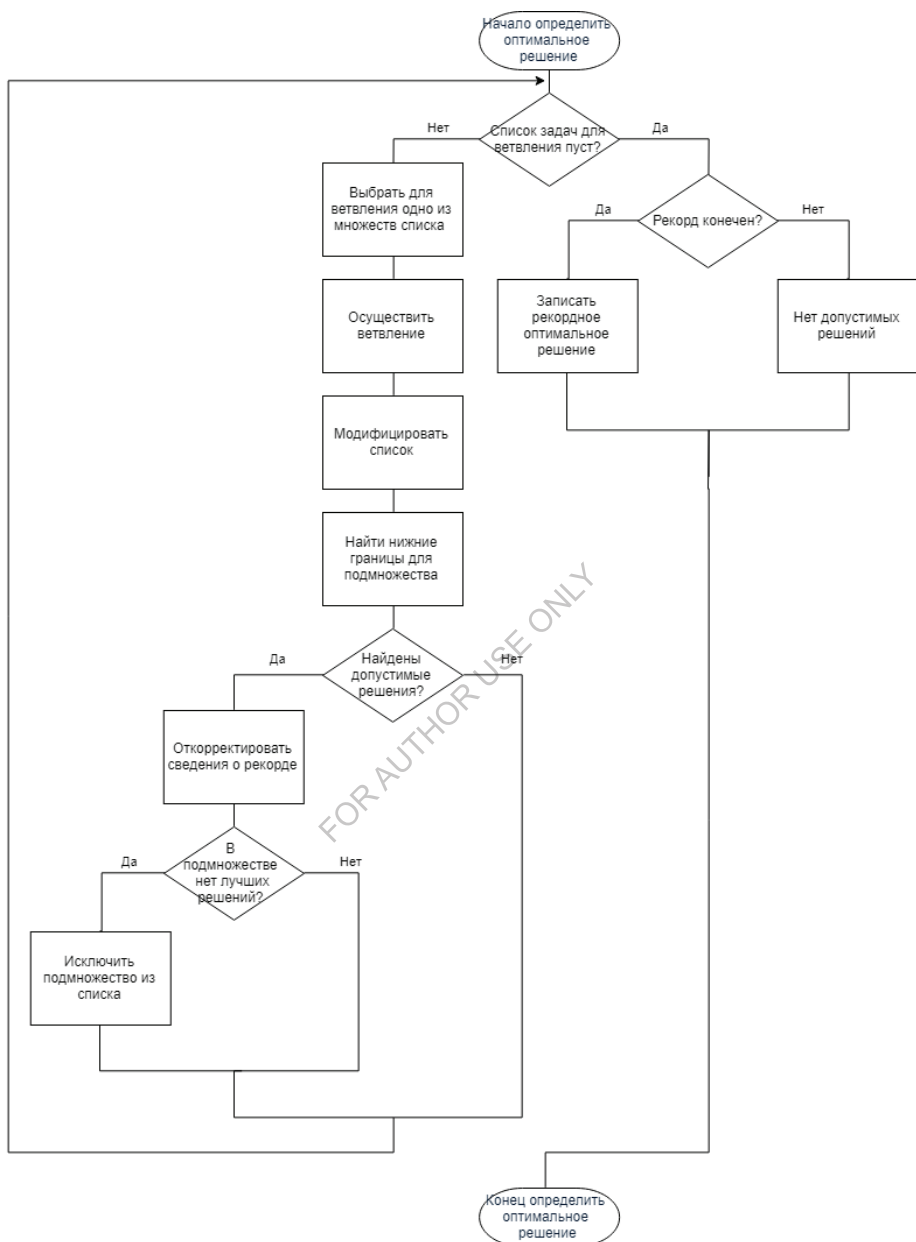 Начало определить
оптимальное
решение
Список задач для
ветвления пуст?
Нет
Да
Выбрать для
ветвления одно из
множеств списка
Рекорд конечен?
Да
Нет
Осуществить
ветвление
Записать
рекордное
оптимальное
решение
Нет допустимых
решений
Модифицировать
список
Найти нижние
границы для
подмножества
Найдены
допустимые
решения?
Да
Нет
Откорректировать
сведения о рекорде
В
подмножестве
нет лучших
решений?
Да
Нет
Исключить
подмножество из
списка
Конец определить
оптимальное
решение
FOR AUTHOR USE ONLY